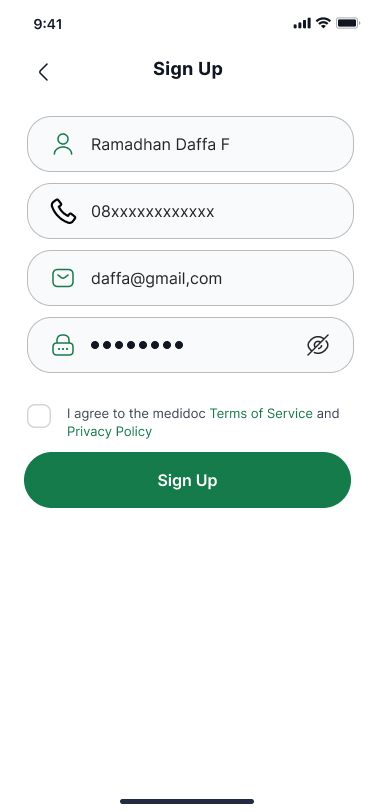 9:41
Sign Up
Ramadhan Daffa F
08xxxxxxxxxxxx
daffa@gmail,com
I agree to the medidoc Terms of Service and
Privacy Policy
Sign Up